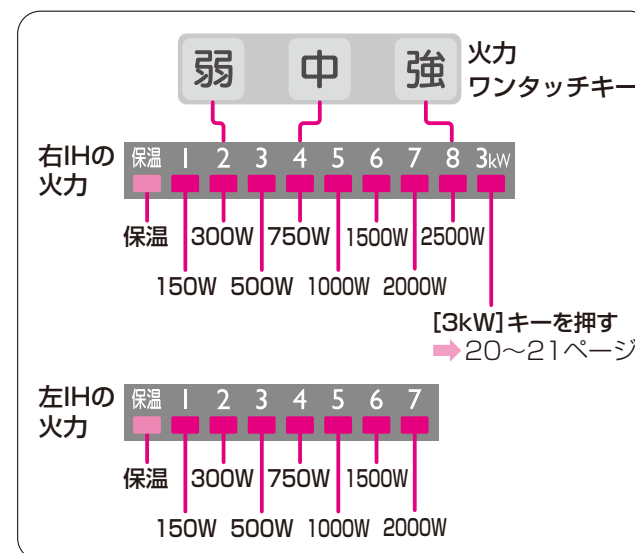 弱 中 強
火力
ワンタッチキー
右IHの
火力
保温 1 2 3 4 5 6 7 8 3kW
保温 300W 750W 1500W 2500W
150W 500W 1000W 2000W
[3kW]キーを押す
➡20～21ページ
左IHの
火力
保温 1 2 3 4 5 6 7
保温 300W 750W 1500W
150W 500W 1000W 2000W